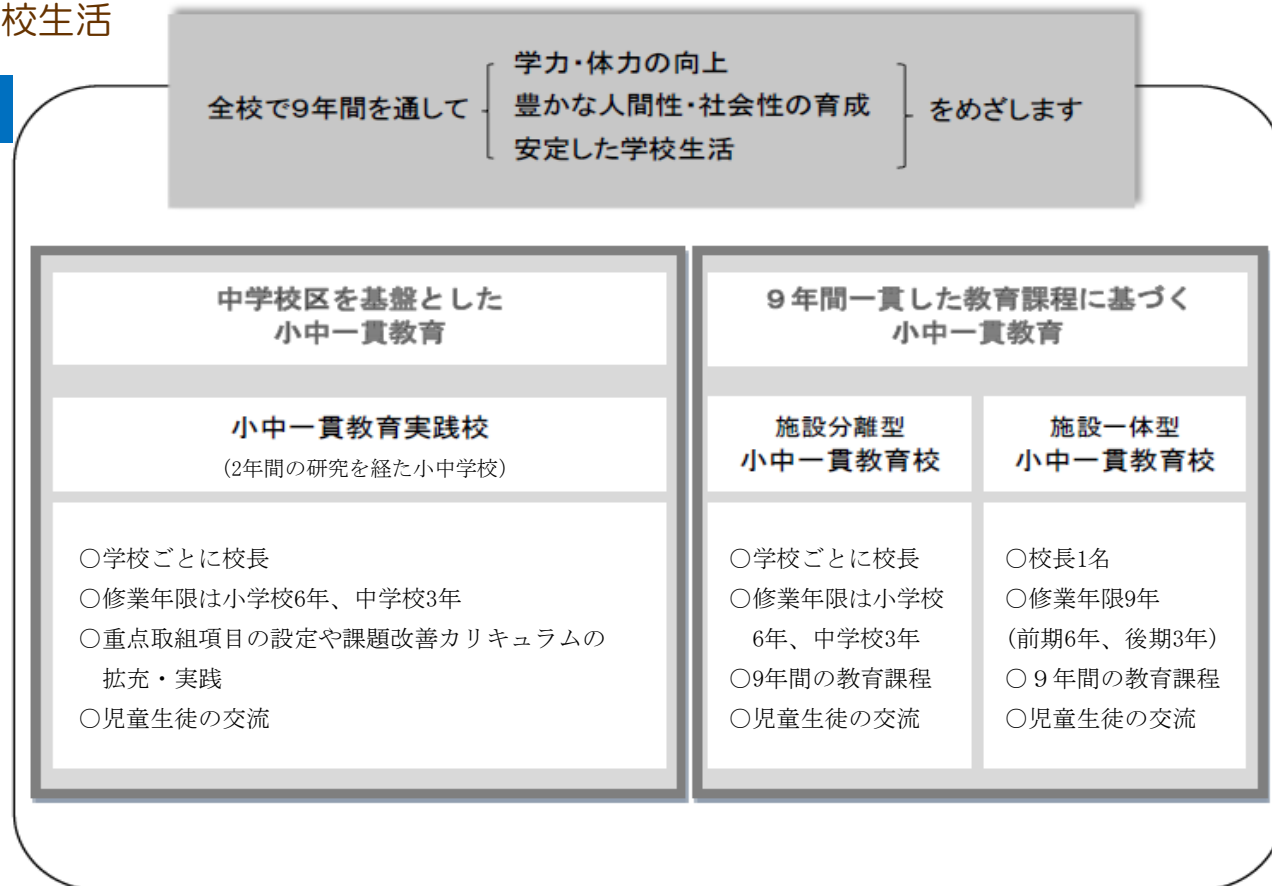 校生活
全校で9年間を通して
学力・体力の向上
豊かな人間性・社会性の育成
安定した学校生活
をめざします
中学校区を基盤とした
小中一貫教育
小中一貫教育実践校
（2年間の研究を経た小中学校）
○学校ごとに校長
○修業年限は小学校6年、中学校3年
○重点取組項目の設定や課題改善カリキュラムの
拡充・実践
○児童生徒の交流
９年間一貫した教育課程に基づく
小中一貫教育
施設分離型
小中一貫教育校
○学校ごとに校長
○修業年限は小学校
6年、中学校3年
○9年間の教育課程
○児童生徒の交流
施設一体型
小中一貫教育校
○校長1名
○修業年限9年
(前期6年、後期3年)
○９年間の教育課程
○児童生徒の交流